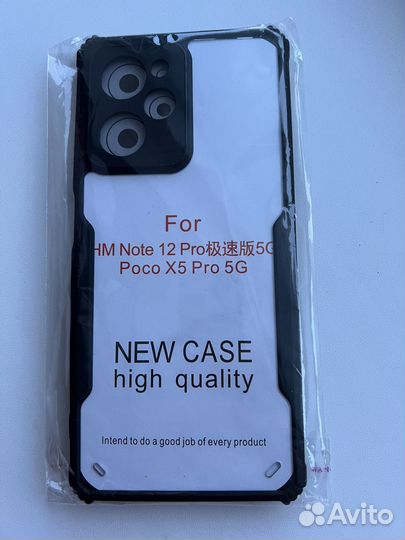 For
HM Note 12 Pro极速版5G
Poco X5 Pro 5G
NEW CASE
high quality
Intend to do a good job of every product
Avito